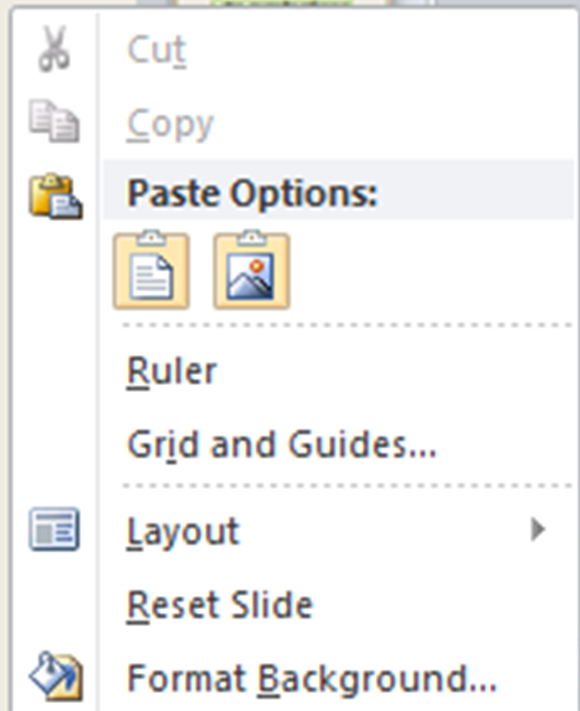 Cut
Copy
Paste Options:
Ruler
Grid and Guides...
Layout
Reset Slide
Format Background...